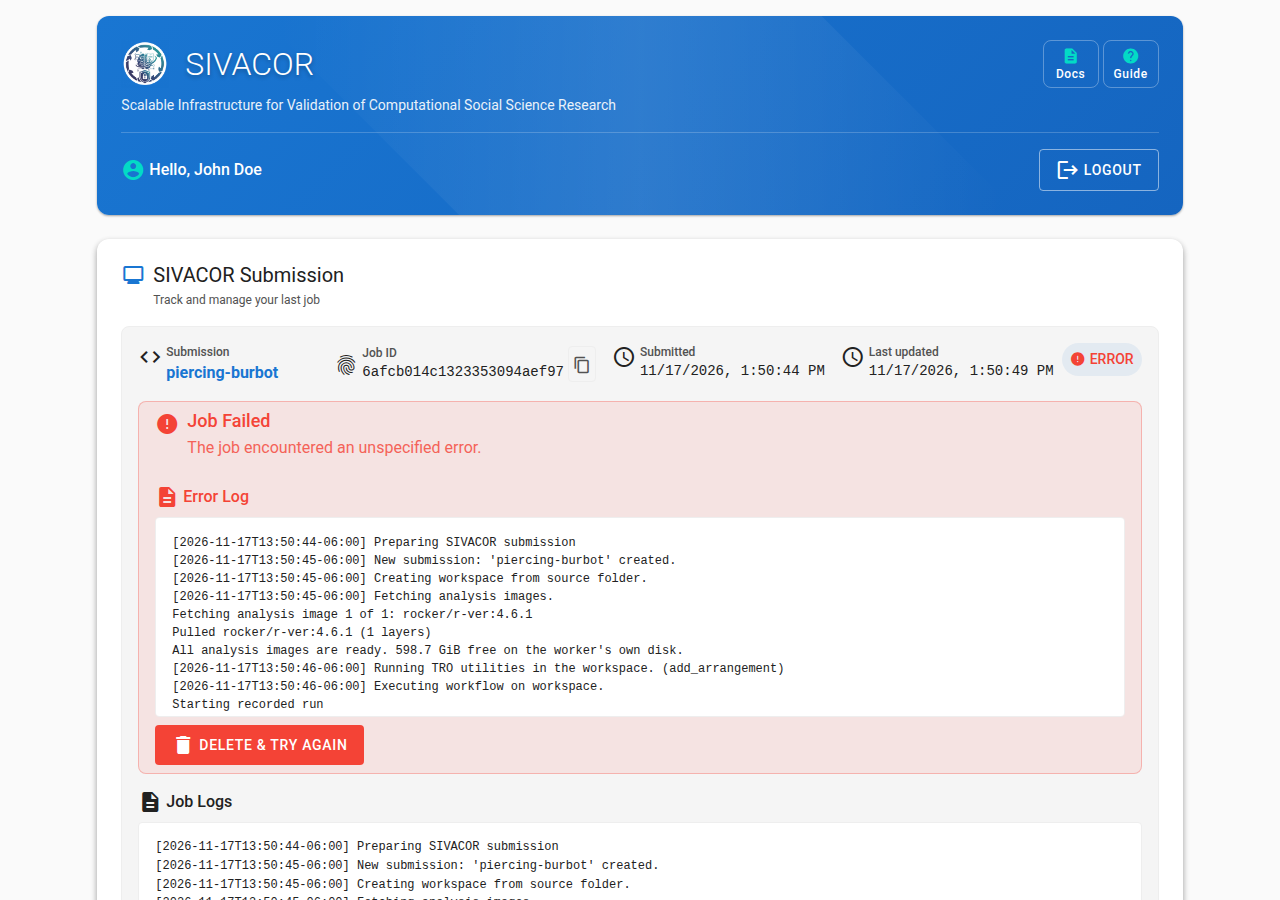 SIVACOR
Docs
Guide
Scalable Infrastructure for Validation of Computational Social Science Research
Hello, John Doe
LOGOUT
SIVACOR Submission
Track and manage your last job
Submission
piercing-burbot
Job ID
6afcb014c1323353094aef97
Submitted
11/17/2026, 1:50:44 PM
Last updated
11/17/2026, 1:50:49 PM
ERROR
Job Failed
The job encountered an unspecified error.
Error Log
[2026-11-17T13:50:44-06:00] Preparing SIVACOR submission
[2026-11-17T13:50:45-06:00] New submission: 'piercing-burbot' created.
[2026-11-17T13:50:45-06:00] Creating workspace from source folder.
[2026-11-17T13:50:45-06:00] Fetching analysis images.
Fetching analysis image 1 of 1: rocker/r-ver:4.6.1
Pulled rocker/r-ver:4.6.1 (1 layers)
All analysis images are ready. 598.7 GiB free on the worker's own disk.
[2026-11-17T13:50:46-06:00] Running TRO utilities in the workspace. (add_arrangement)
[2026-11-17T13:50:46-06:00] Executing workflow on workspace.
Starting recorded run
DELETE & TRY AGAIN
Job Logs
[2026-11-17T13:50:44-06:00] Preparing SIVACOR submission
[2026-11-17T13:50:45-06:00] New submission: 'piercing-burbot' created.
[2026-11-17T13:50:45-06:00] Creating workspace from source folder.